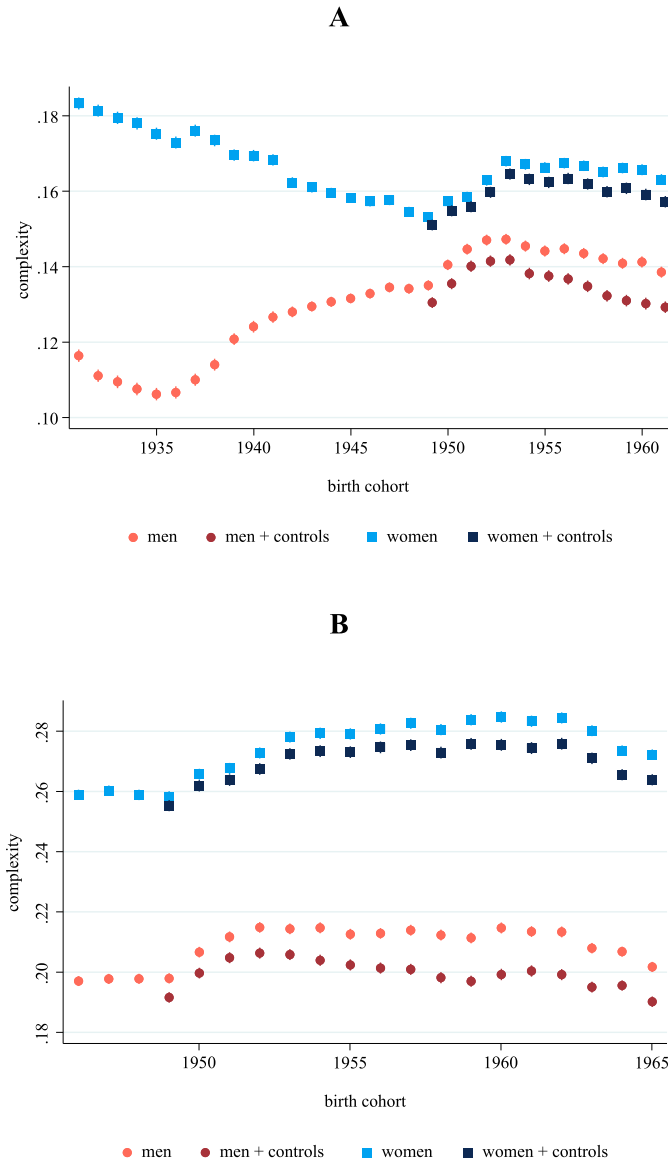 A
.18
.16
.14
.12
.10
complexity
1935 1940 1945 1950 1955 1960
birth cohort
men men + controls women women + controls
B
.28
.26
.24
.22
.20
.18
complexity
1950 1955 1960 1965
birth cohort
men men + controls women women + controls